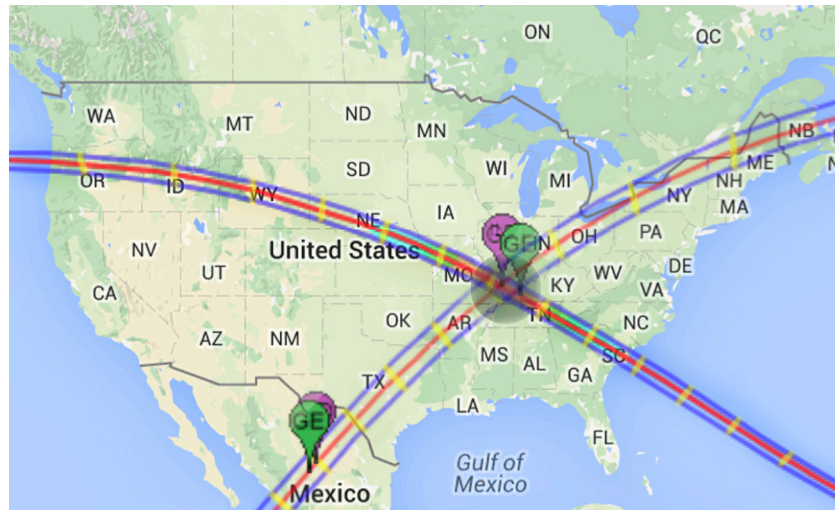 ON
QC
WA
MT
ND
MN
NB
OR
ID
SD
WI
MI
ME
NH
WY
NY
MA
NE
IA
G
GE
IN
OH
PA
NV
United States
MO
WV
DE
UT
KY
VA
CA
OK
AR
TN
NC
AZ
NM
MS
AL
SC
TX
GA
LA
GE
FL
Gulf of
Mexico
Mexico